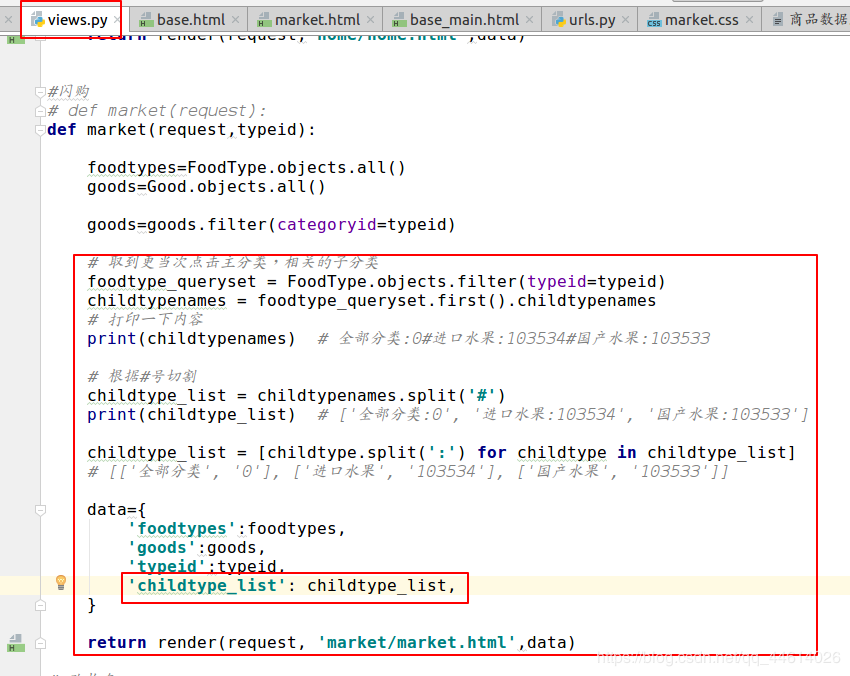 views.py base.html market.html base_main.html urls.py market.css 商品数据
return render(request, 'home/home.html',data)
#闪购
# def market(request):
def market(request,typeid):
foodtypes=FoodType.objects.all()
goods=Good.objects.all()
goods=goods.filter(categoryid=typeid)
# 取到更当次点击主分类，相关的子分类
foodtype_queryset = FoodType.objects.filter(typeid=typeid)
childtypenames = foodtype_queryset.first().childtypenames
# 打印一下内容
print(childtypenames)  # 全部分类:0#进口水果:103534#国产水果:103533
# 根据#号切割
childtype_list = childtypenames.split('#')
print(childtype_list)  # ['全部分类:0', '进口水果:103534', '国产水果:103533']
childtype_list = [childtype.split(':') for childtype in childtype_list]
# [['全部分类', '0'], ['进口水果', '103534'], ['国产水果', '103533']]
data={
'foodtypes':foodtypes,
'goods':goods,
'typeid':typeid,
'childtype_list': childtype_list,
}
return render(request, 'market/market.html',data)
https://blog.csdn.net/qq_44614026